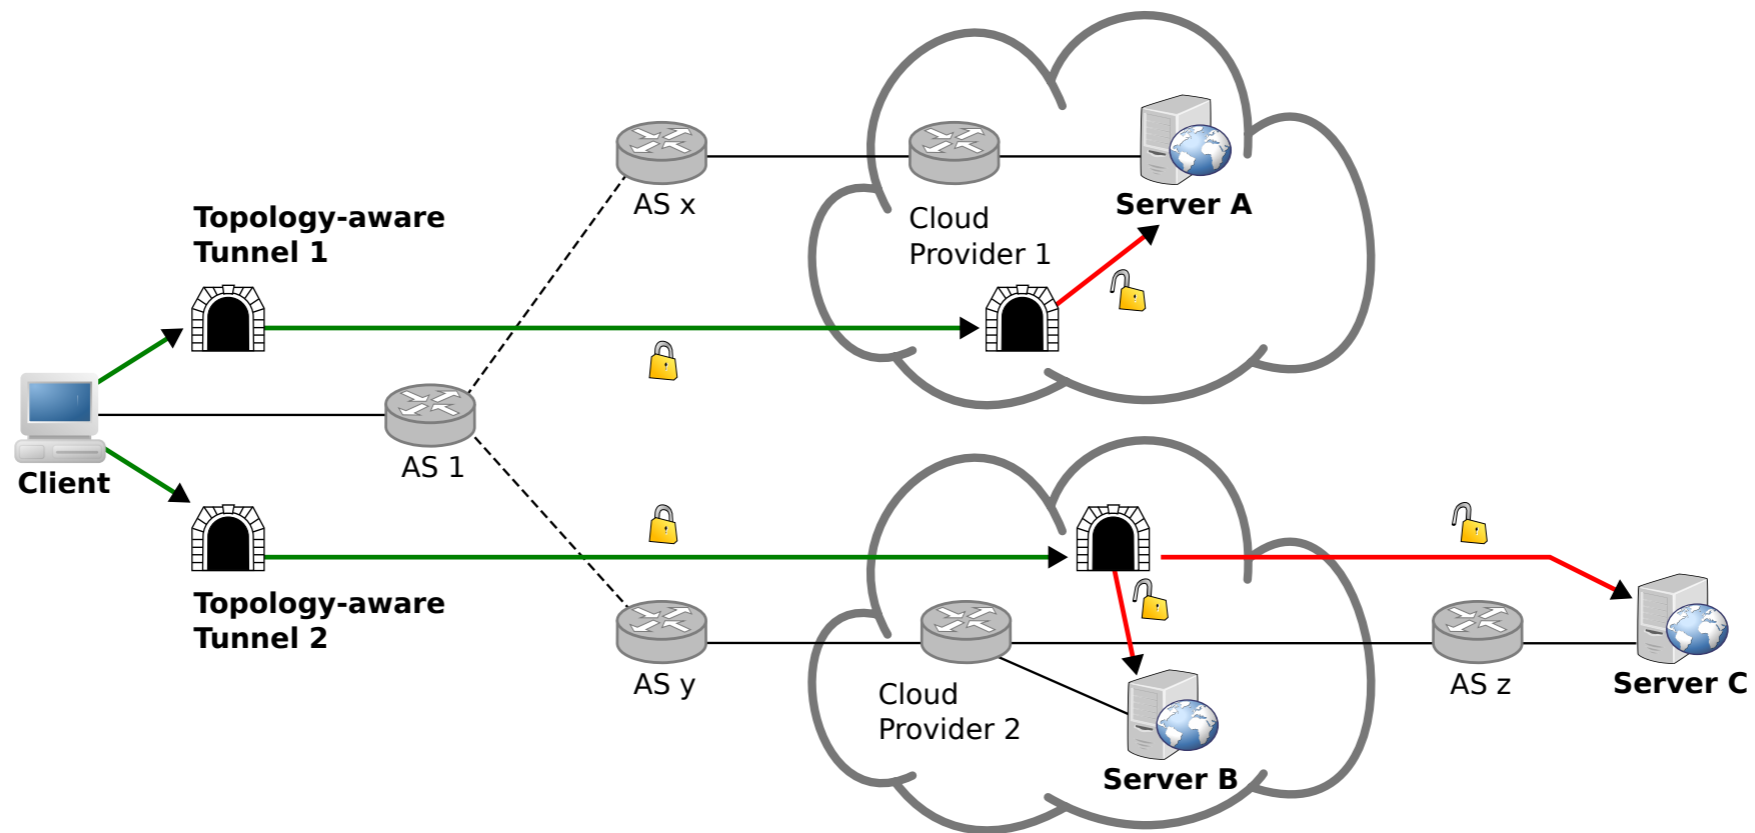 AS x
Server A
Topology-aware
Tunnel 1
Cloud
Provider 1
AS 1
Client
Topology-aware
Tunnel 2
AS y
Cloud
Provider 2
AS z
Server C
Server B